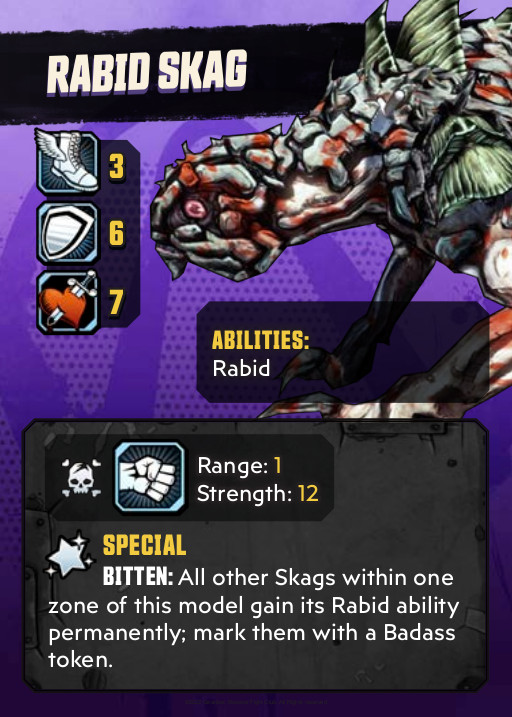 RABID SKAG
3
6
7
ABILITIES:
Rabid
Range: 1
Strength: 12
SPECIAL
BITTEN: All other Skags within one
zone of this model gain its Rabid ability
permanently; mark them with a Badass
token.